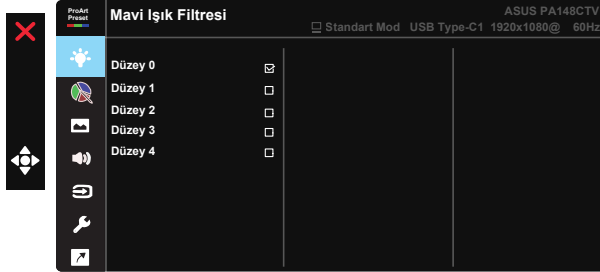 ProArt
Preset
Mavi Işık Filtresi
ASUS PA148CTV
Standart Mod USB Type-C1 1920x1080@ 60Hz
Düzey 0
Düzey 1
Düzey 2
Düzey 3
Düzey 4